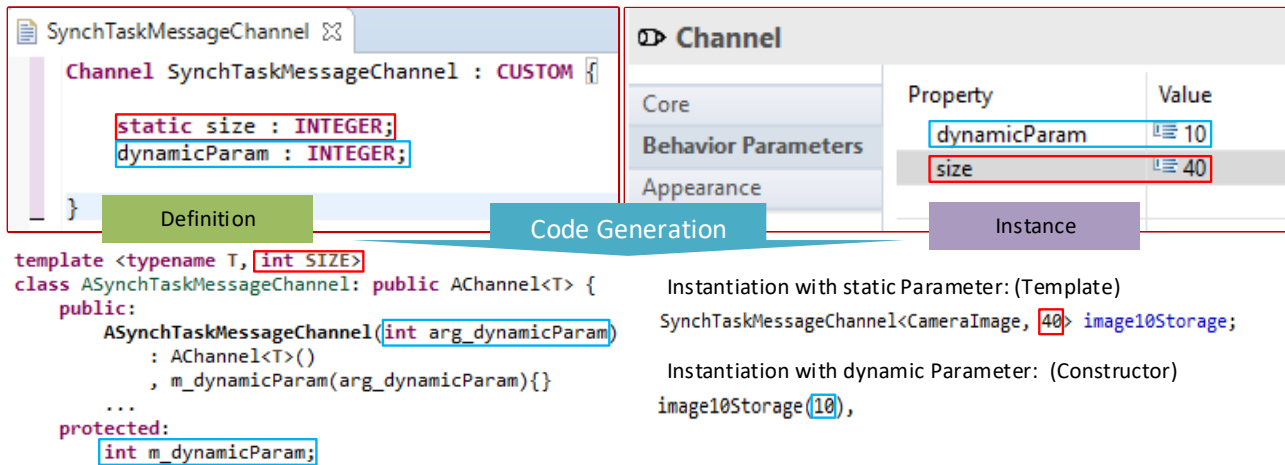 SynchTaskMessageChannel
Channel SynchTaskMessageChannel : CUSTOM {
static size : INTEGER;
dynamicParam : INTEGER;
}
Definition
Channel
Core
Behavior Parameters
Appearance
Property Value
dynamicParam 10
size 40
Instance
Code Generation
template <typename T, int SIZE>
class ASynchTaskMessageChannel: public AChannel<T> {
public:
ASynchTaskMessageChannel(int arg_dynamicParam)
: AChannel<T>()
, m_dynamicParam(arg_dynamicParam){}
...
protected:
int m_dynamicParam;
Instantiation with static Parameter: (Template)
SynchTaskMessageChannel<CameraImage, 40> image10Storage;
Instantiation with dynamic Parameter: (Constructor)
image10Storage(10),